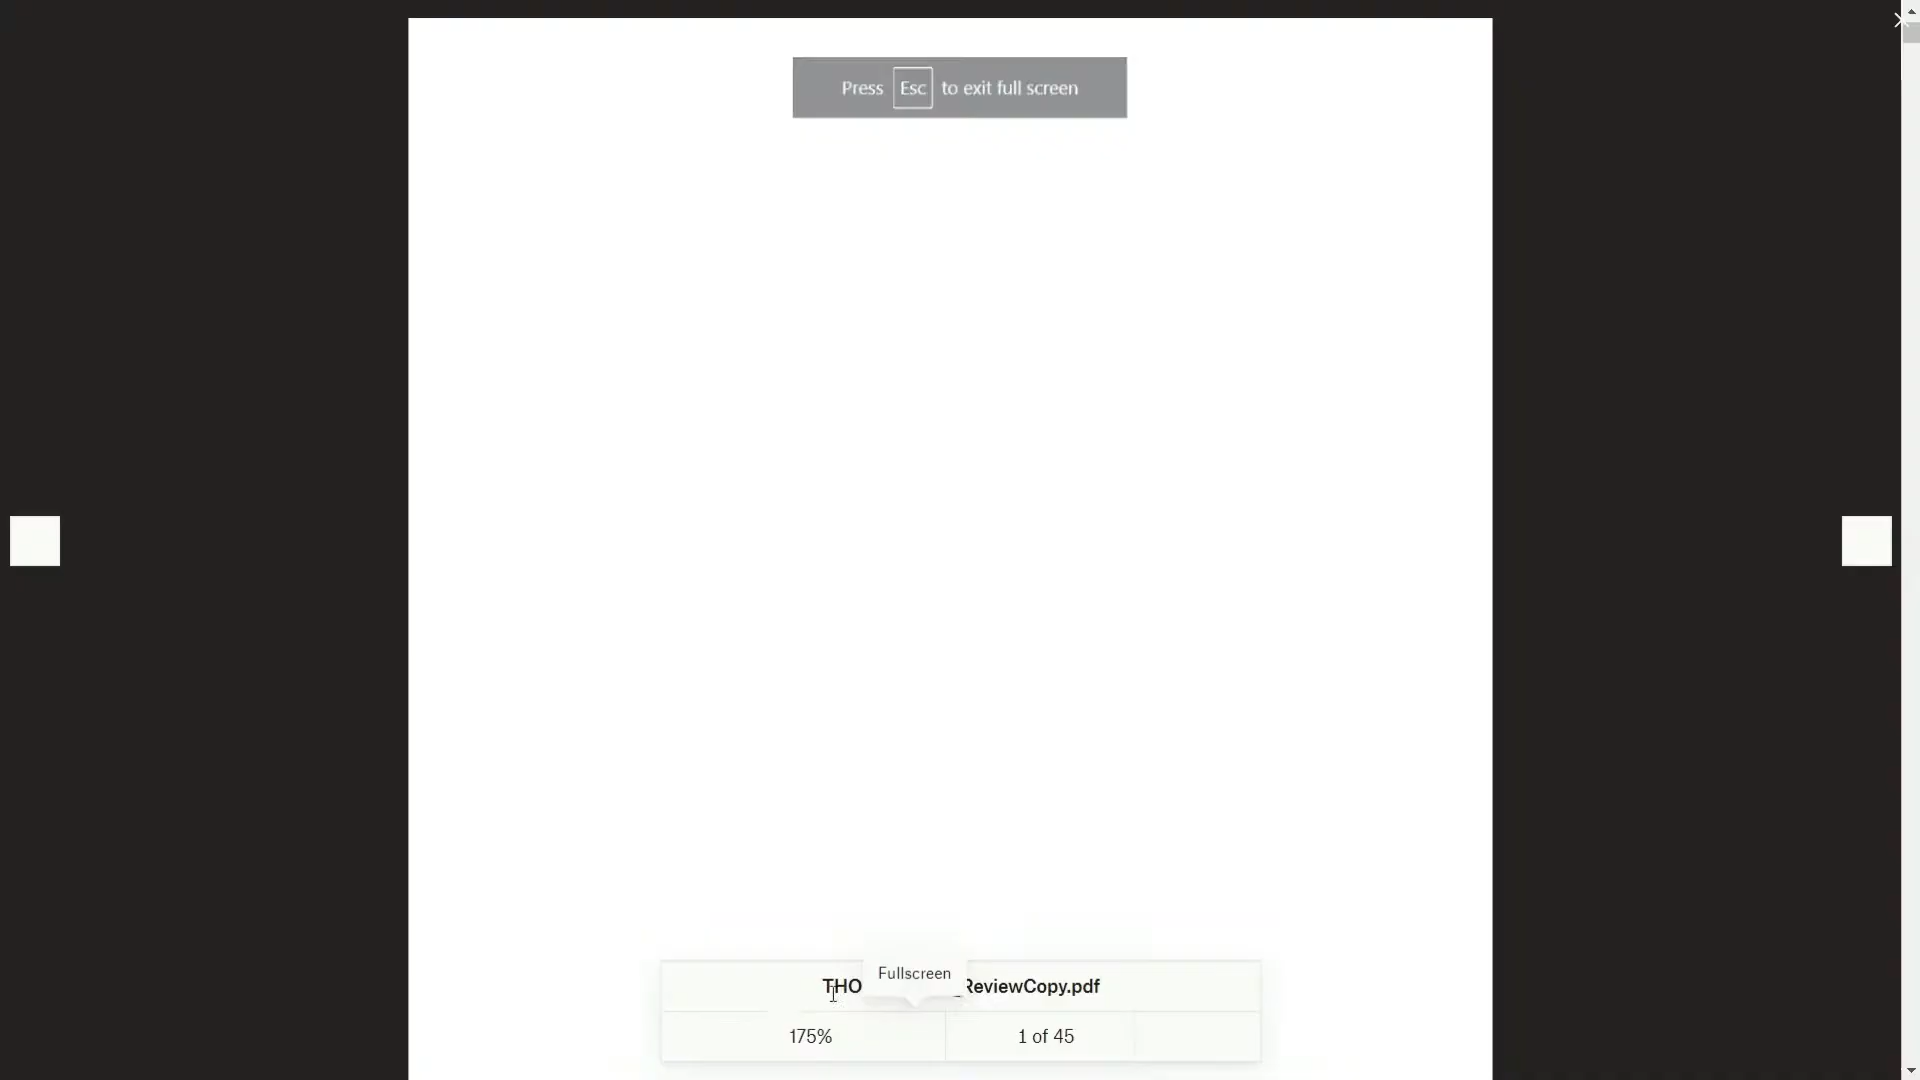 Press Esc to exit full screen
Fullscreen
THO ReviewCopy.pdf
175%
1 of 45